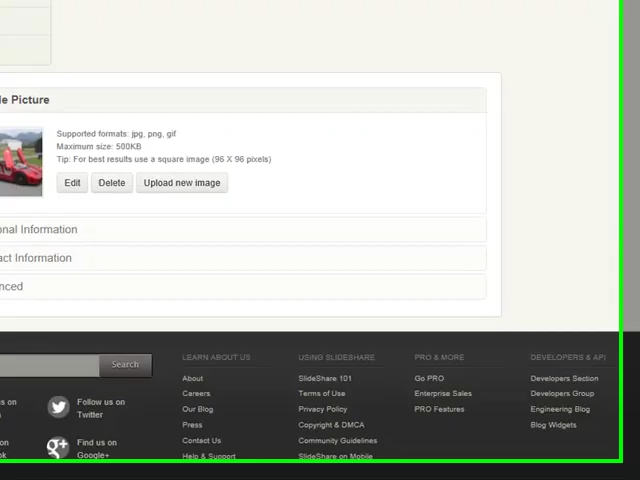 le Picture
Supported formats: jpg, png, gif
Maximum size: 500KB
Tip: For best results use a square image (96 X 96 pixels)
Edit
Delete
Upload new image
onal Information
act Information
nced
Search
s on
k
Follow us on
Twitter
on
Find us on
Google+
LEARN ABOUT US
About
Careers
Our Blog
Press
Contact Us
Help & Support
USING SLIDESHARE
SlideShare 101
Terms of Use
Privacy Policy
Copyright & DMCA
Community Guidelines
SlideShare on Mobile
PRO & MORE
Go PRO
Enterprise Sales
PRO Features
DEVELOPERS & API
Developers Section
Developers Group
Engineering Blog
Blog Widgets